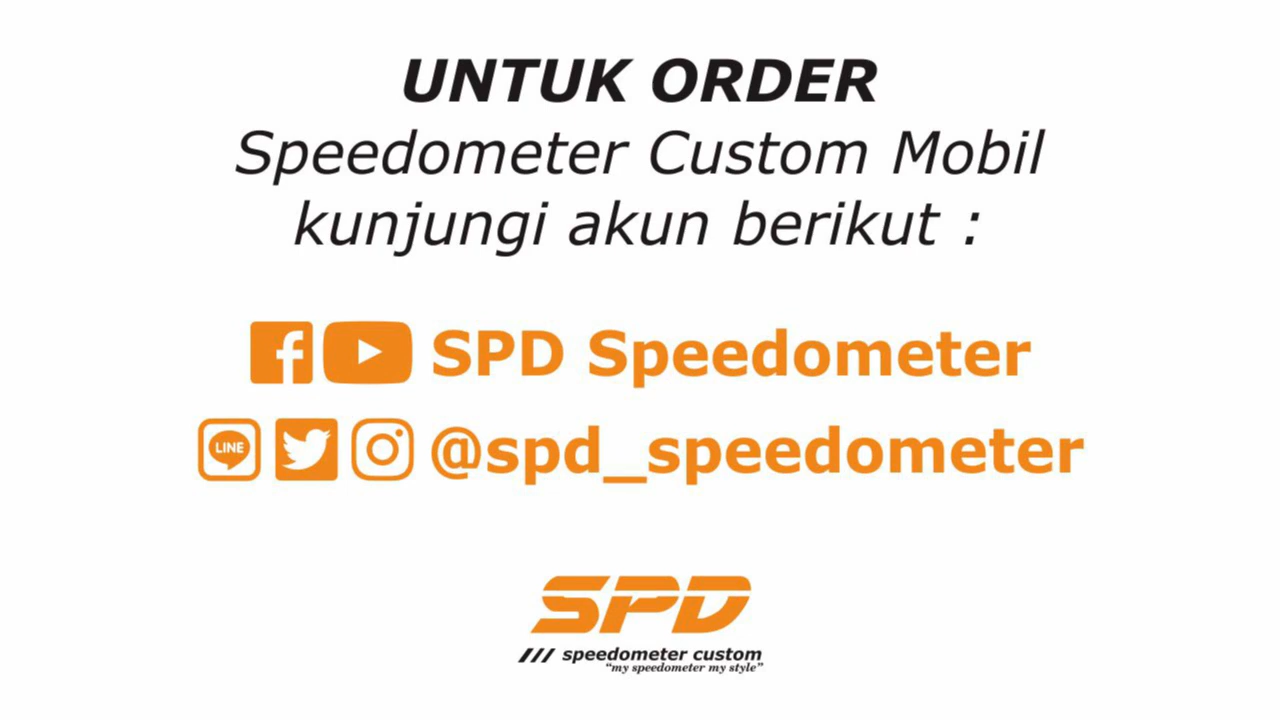 UNTUK ORDER
Speedometer Custom Mobil
kunjungi akun berikut :
SPD Speedometer
LINE @spd_speedometer
SPD
speedometer custom
“my speedometer my style”